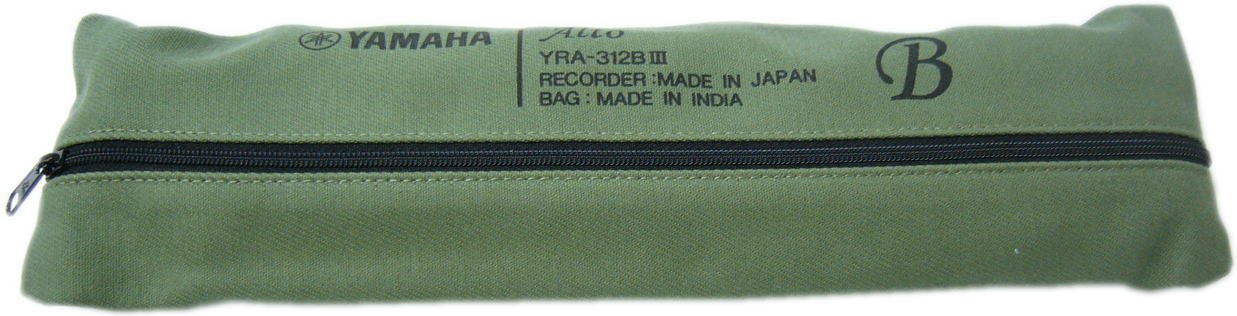 YAMAHA
Alto
YRA-312BⅢ
RECORDER:MADE IN JAPAN
BAG:MADE IN INDIA
B